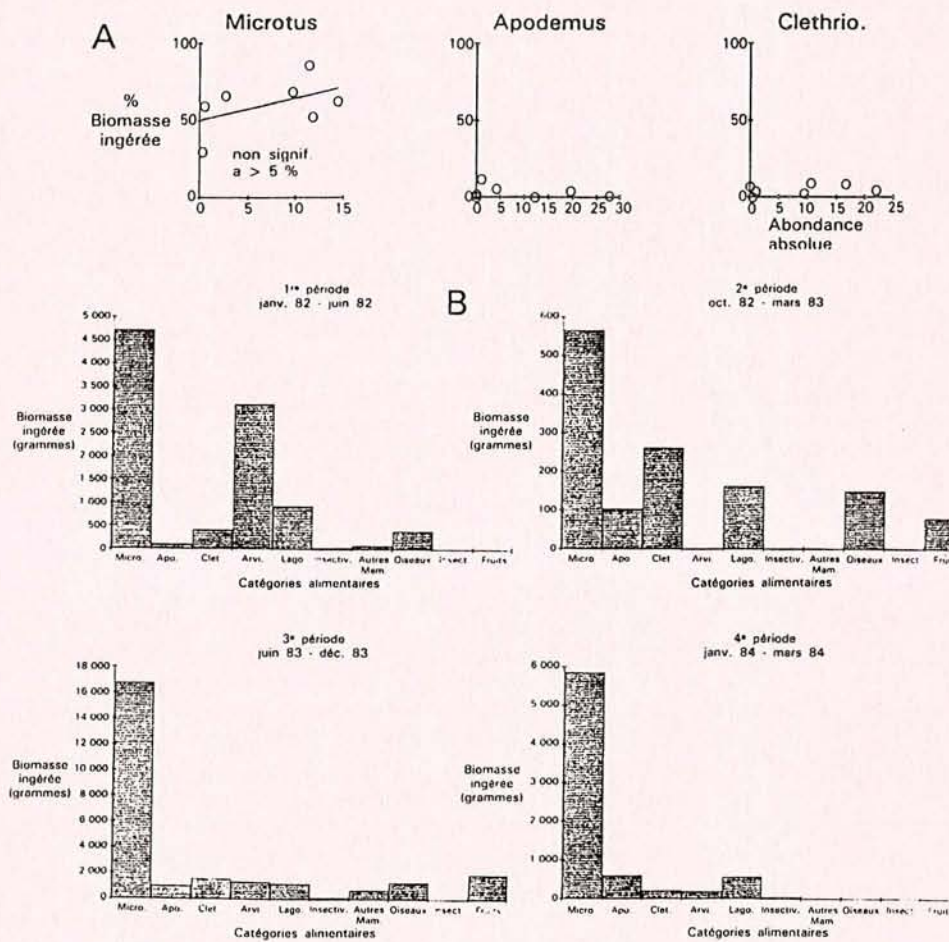 A
Microtus
Apodemus
Clethrio.
100
50
0
% Biomasse ingérée
non signif.
a > 5 %
0 5 10 15
100
50
0
0 5 10 15 20 25 30
100
50
0
0 5 10 15 20 25
Abondance
absolue
B
1re période
janv. 82 - juin 82
5 000
4 500
4 000
3 500
3 000
2 500
2 000
1 500
1 000
500
0
Biomasse
ingérée
(grammes)
Micro. Apo. Clet. Arvi. Lago. Insectiv. Autres Mam. Oiseaux Insect. Fruits
Catégories alimentaires
2e période
oct. 82 - mars 83
600
500
400
300
200
100
0
Biomasse
ingérée
(grammes)
Micro. Apo. Clet. Arvi. Lago. Insectiv. Autres Mam. Oiseaux Insect. Fruits
Catégories alimentaires
3e période
juin 83 - déc. 83
18 000
16 000
14 000
12 000
10 000
8 000
6 000
4 000
2 000
0
Biomasse
ingérée
(grammes)
Micro. Apo. Clet. Arvi. Lago. Insectiv. Autres Mam. Oiseaux Insect. Fruits
Catégories alimentaires
4e période
janv. 84 - mars 84
6 000
5 000
4 000
3 000
2 000
1 000
0
Biomasse
ingérée
(grammes)
Micro. Apo. Clet. Arvi. Lago. Insectiv. Autres Mam. Oiseaux Insect. Fruits
Catégories alimentaires